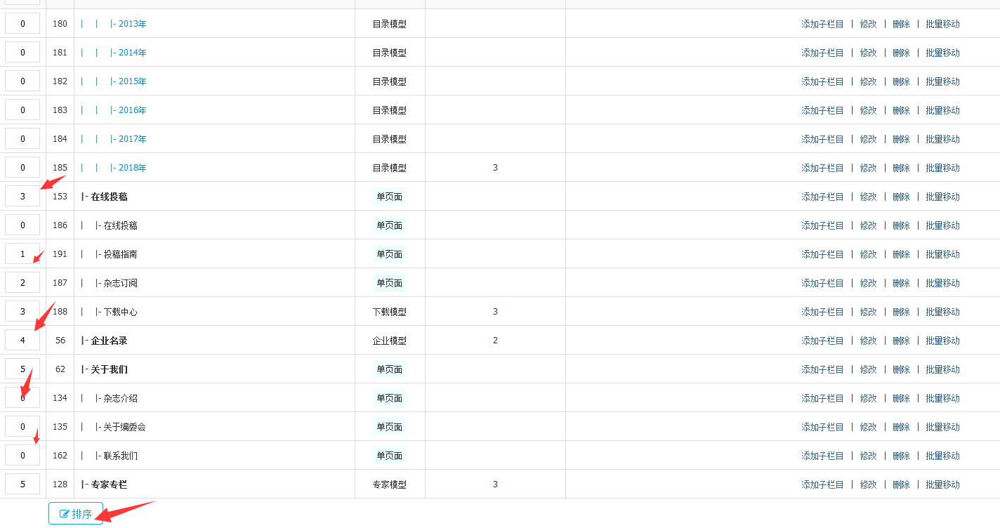 0 180 | | |- 2013年 目录模型 添加子栏目 | 修改 | 删除 | 批量移动
0 181 | | |- 2014年 目录模型 添加子栏目 | 修改 | 删除 | 批量移动
0 182 | | |- 2015年 目录模型 添加子栏目 | 修改 | 删除 | 批量移动
0 183 | | |- 2016年 目录模型 添加子栏目 | 修改 | 删除 | 批量移动
0 184 | | |- 2017年 目录模型 添加子栏目 | 修改 | 删除 | 批量移动
0 185 | | |- 2018年 目录模型 3 添加子栏目 | 修改 | 删除 | 批量移动
3 153 |- 在线投稿 单页面 添加子栏目 | 修改 | 删除 | 批量移动
0 186 | |- 在线投稿 单页面 添加子栏目 | 修改 | 删除 | 批量移动
1 191 | |- 投稿指南 单页面 添加子栏目 | 修改 | 删除 | 批量移动
2 187 | |- 杂志订阅 单页面 添加子栏目 | 修改 | 删除 | 批量移动
3 188 | |- 下载中心 下载模型 3 添加子栏目 | 修改 | 删除 | 批量移动
4 56 |- 企业名录 企业模型 2 添加子栏目 | 修改 | 删除 | 批量移动
5 62 |- 关于我们 单页面 添加子栏目 | 修改 | 删除 | 批量移动
0 134 | |- 杂志介绍 单页面 添加子栏目 | 修改 | 删除 | 批量移动
0 135 | |- 关于编委会 单页面 添加子栏目 | 修改 | 删除 | 批量移动
0 162 | |- 联系我们 单页面 添加子栏目 | 修改 | 删除 | 批量移动
5 128 |- 专家专栏 专家模型 3 添加子栏目 | 修改 | 删除 | 批量移动
排序